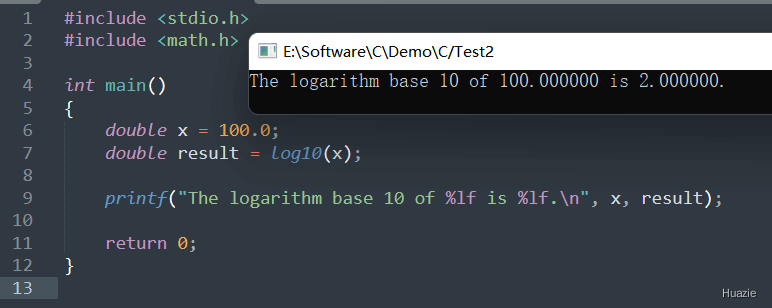 1 #include <stdio.h>
2 #include <math.h>
E:\Software\C\Demo\C/Test2
The logarithm base 10 of 100.000000 is 2.000000.
3
4 int main()
5 {
6 double x = 100.0;
7 double result = log10(x);
8
9 printf("The logarithm base 10 of %lf is %lf.\n", x, result);
10
11 return 0;
12 }
13
Huazie